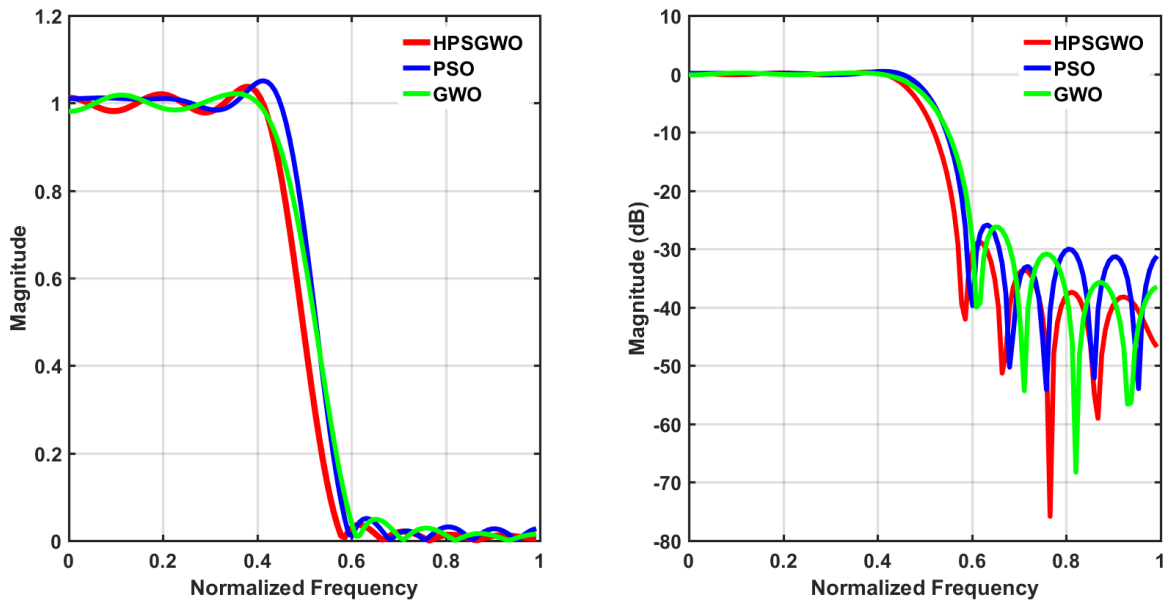 1.2
1
0.8
0.6
0.4
0.2
0
Magnitude
0
0.2
0.4
0.6
0.8
1
Normalized Frequency
HPSGWO
PSO
GWO
10
0
-10
-20
-30
-40
-50
-60
-70
-80
Magnitude (dB)
0
0.2
0.4
0.6
0.8
1
Normalized Frequency
HPSGWO
PSO
GWO